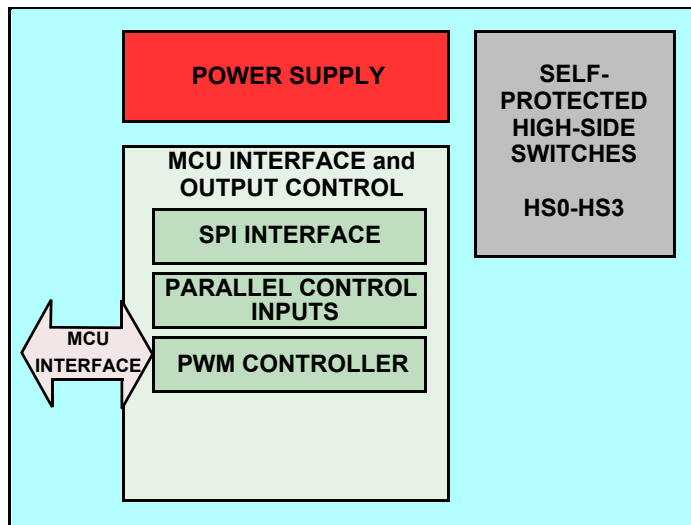 POWER SUPPLY
SELF-
PROTECTED
HIGH-SIDE
SWITCHES
HS0-HS3
MCU INTERFACE and
OUTPUT CONTROL
SPI INTERFACE
PARALLEL CONTROL
INPUTS
PWM CONTROLLER
MCU
INTERFACE